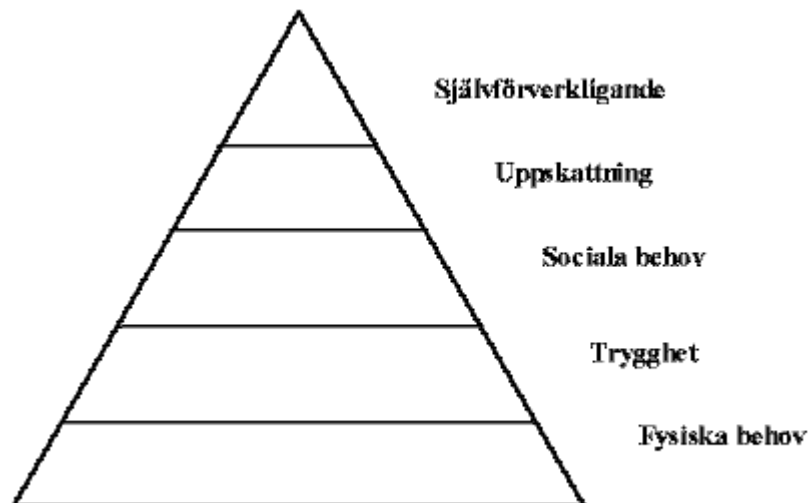 Självförverkligande
Uppskattning
Sociala behov
Trygghet
Fysiska behov